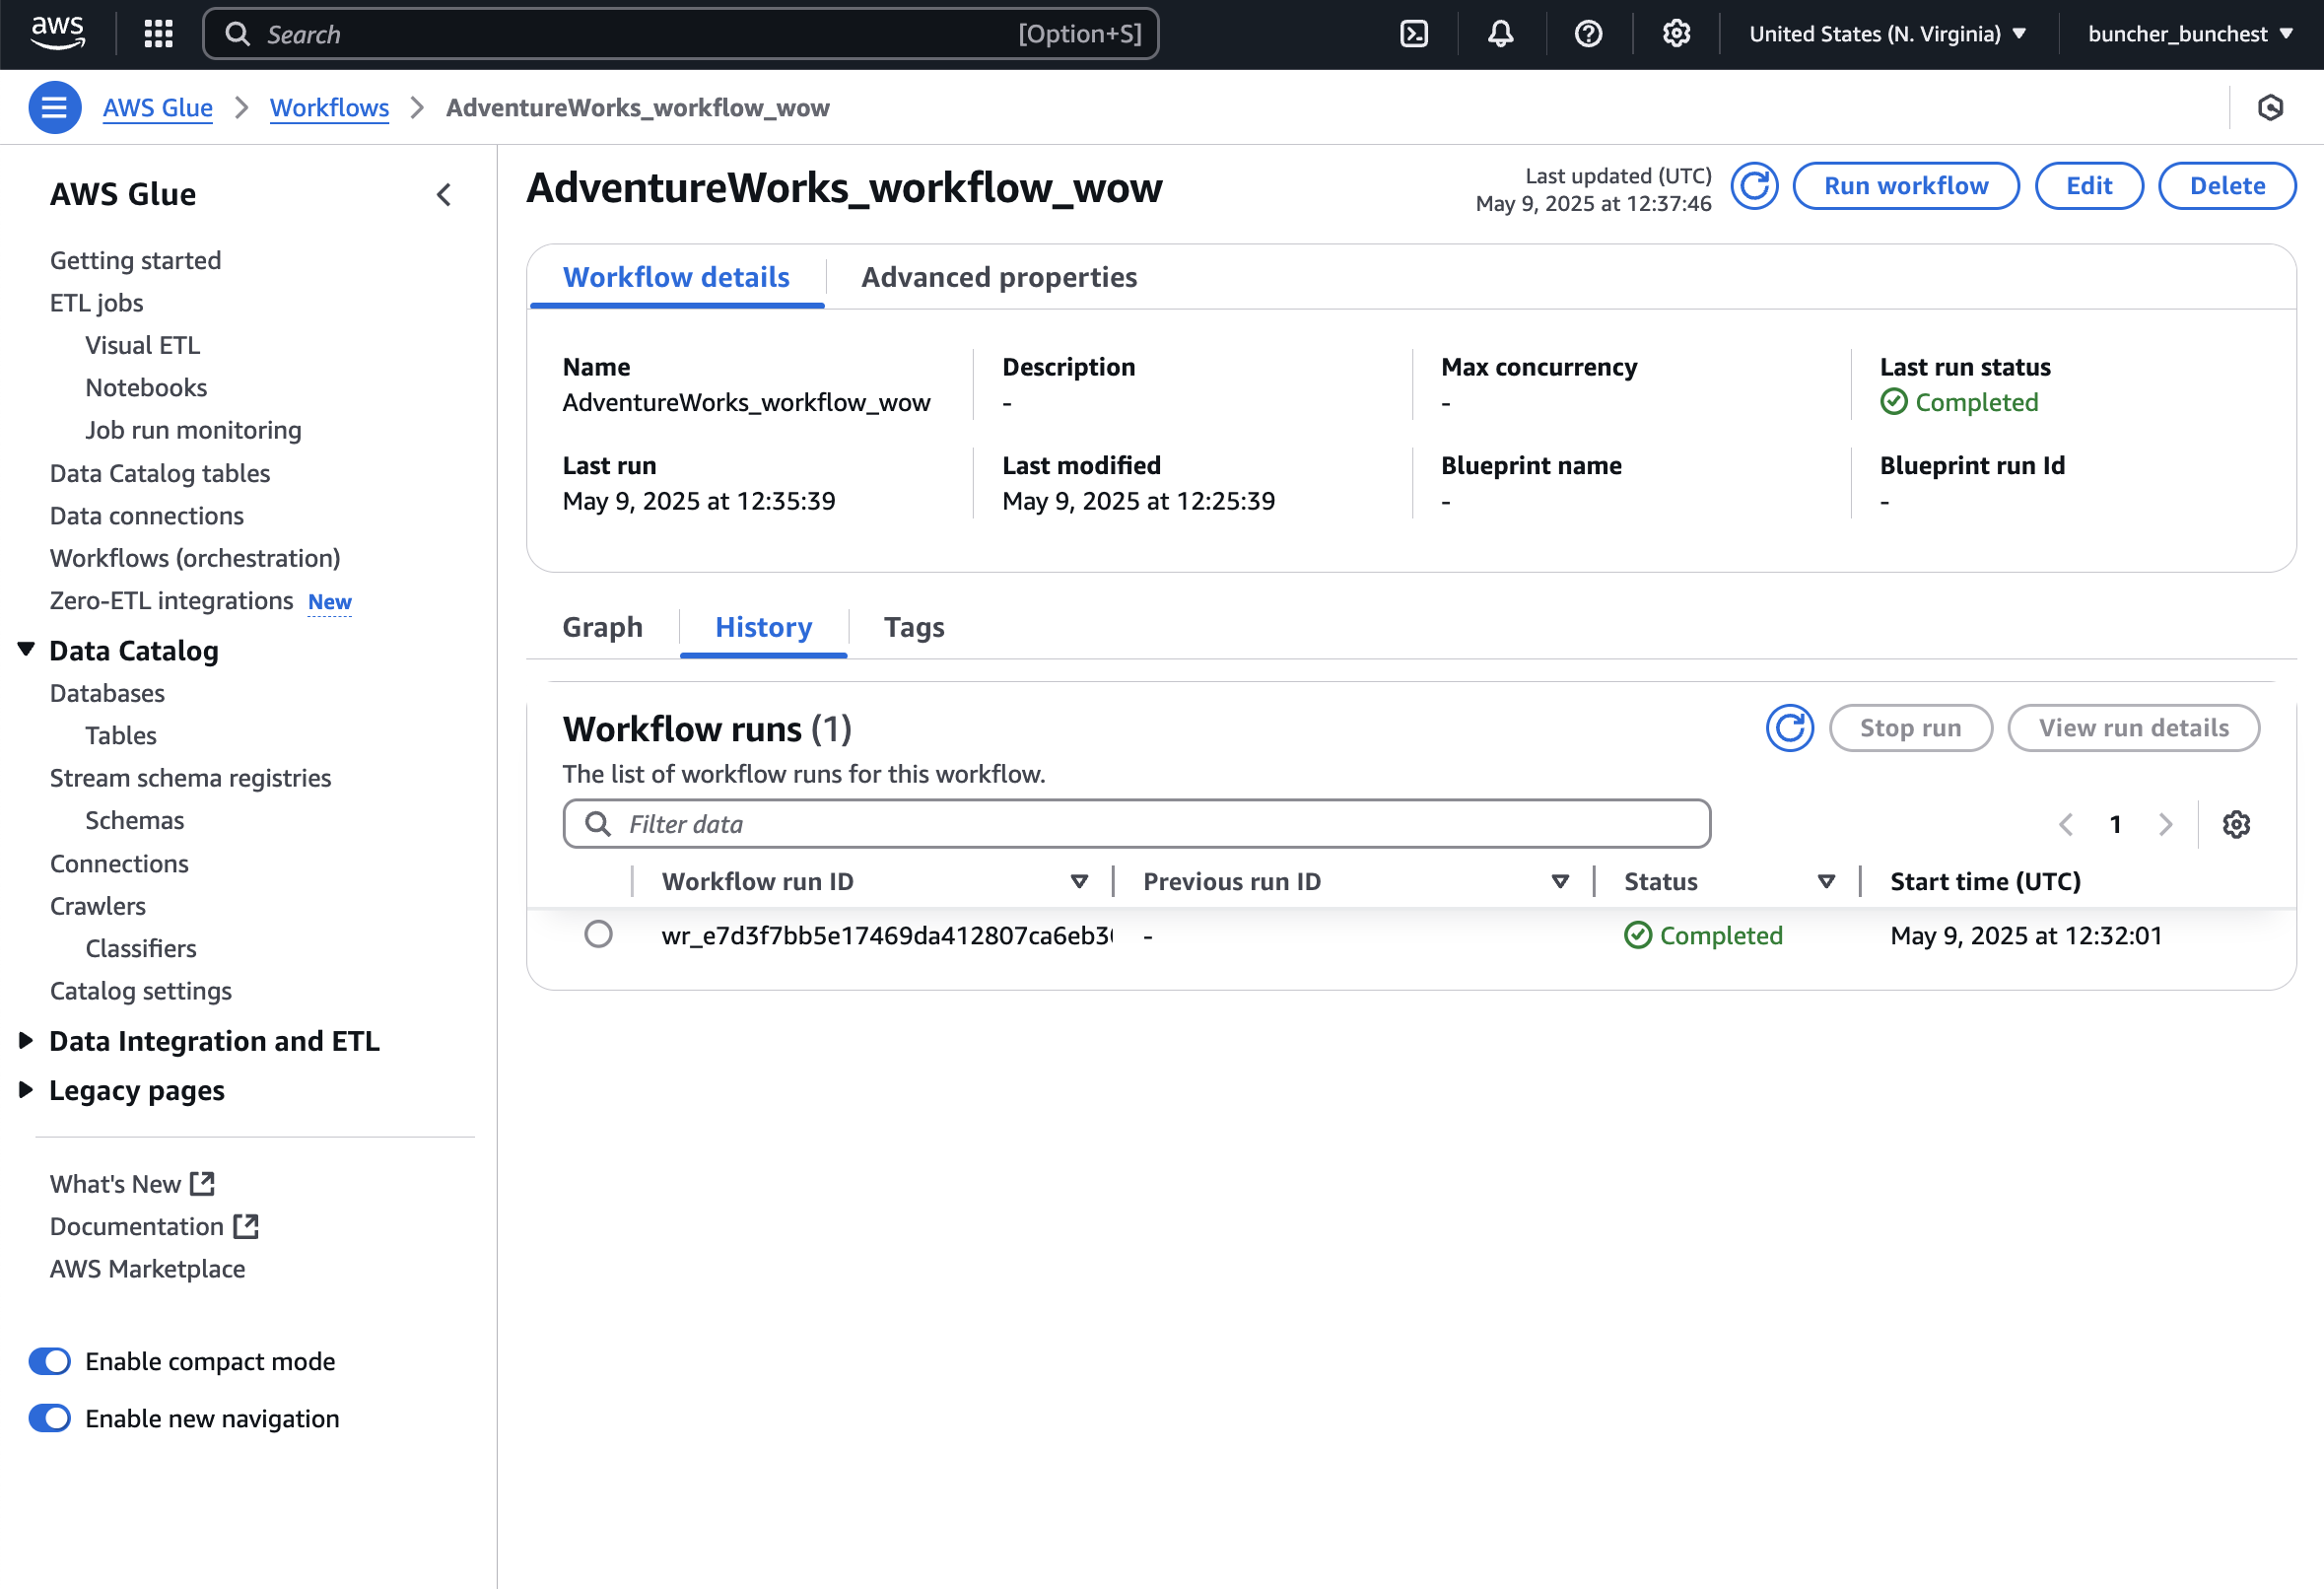 aws
Search [Option+S]
United States (N. Virginia)
buncher_bunchest
AWS Glue
Workflows
AdventureWorks_workflow_wow
AWS Glue
Getting started
ETL jobs
Visual ETL
Notebooks
Job run monitoring
Data Catalog tables
Data connections
Workflows (orchestration)
Zero-ETL integrations New
Data Catalog
Databases
Tables
Stream schema registries
Schemas
Connections
Crawlers
Classifiers
Catalog settings
Data Integration and ETL
Legacy pages
What's New
Documentation
AWS Marketplace
Enable compact mode
Enable new navigation
AdventureWorks_workflow_wow
Last updated (UTC)
May 9, 2025 at 12:37:46
Run workflow
Edit
Delete
Workflow details
Advanced properties
Name
AdventureWorks_workflow_wow
Description
-
Max concurrency
-
Last run status
Completed
Last run
May 9, 2025 at 12:35:39
Last modified
May 9, 2025 at 12:25:39
Blueprint name
-
Blueprint run Id
-
Graph
History
Tags
Workflow runs (1)
Stop run
View run details
The list of workflow runs for this workflow.
Filter data
1
Workflow run ID
Previous run ID
Status
Start time (UTC)
wr_e7d3f7bb5e17469da412807ca6eb3
-
Completed
May 9, 2025 at 12:32:01